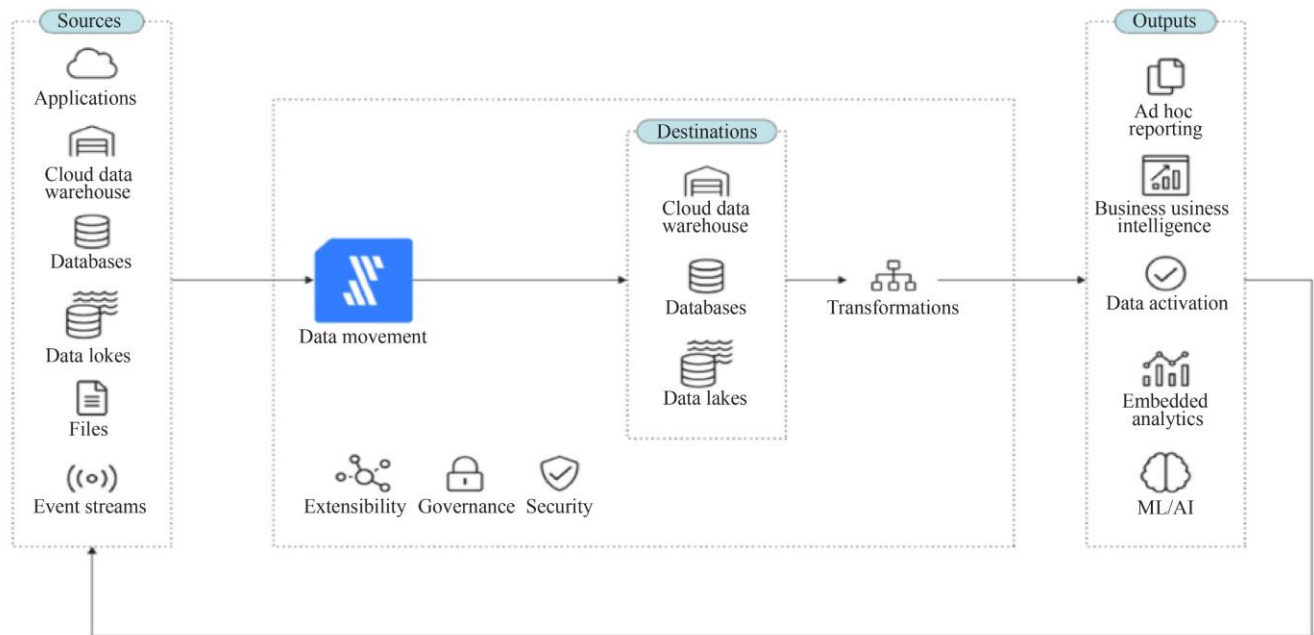 Sources
Applications
Cloud data
warehouse
Databases
Data lokes
Files
Event streams
Data movement
Extensibility
Governance
Security
Destinations
Cloud data
warehouse
Databases
Data lakes
Transformations
Outputs
Ad hoc
reporting
Business usiness
intelligence
Data activation
Embedded
analytics
ML/AI